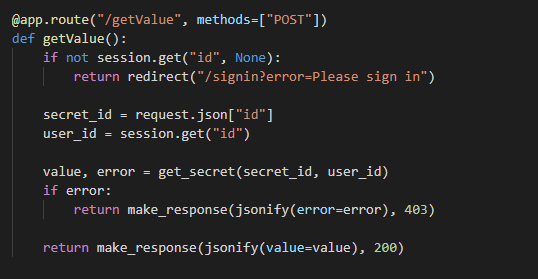 @app.route("/getValue", methods=["POST"])
def getValue():
    if not session.get("id", None):
        return redirect("/signin?error=Please sign in")

    secret_id = request.json["id"]
    user_id = session.get("id")

    value, error = get_secret(secret_id, user_id)
    if error:
        return make_response(jsonify(error=error), 403)

    return make_response(jsonify(value=value), 200)